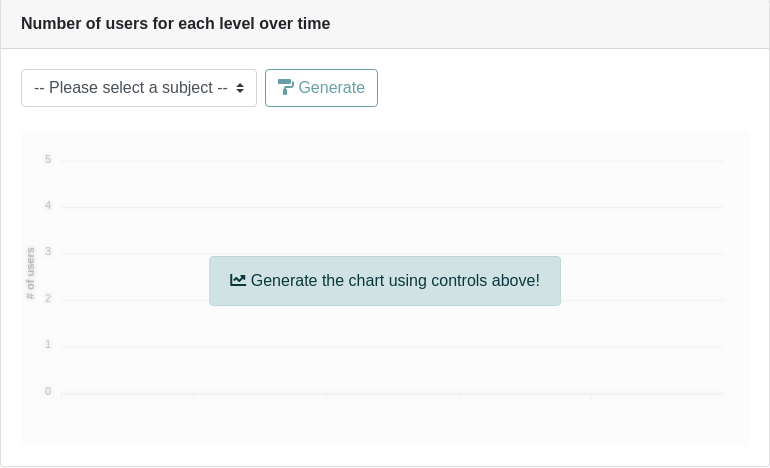 Number of users for each level over time
-- Please select a subject --
Generate
5
4
3
2
1
0
# of users
Generate the chart using controls above!